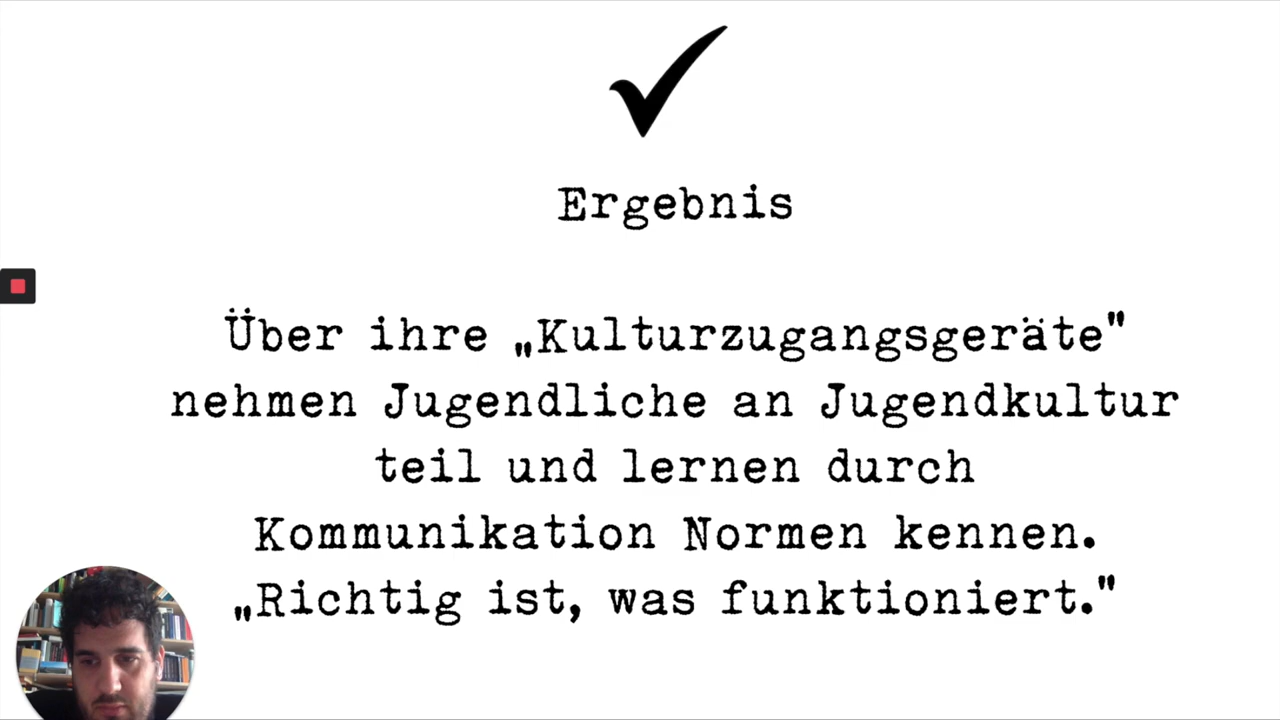 Ergebnis
Über ihre „Kulturzugangsgeräte"
nehmen Jugendliche an Jugendkultur
teil und lernen durch
Kommunikation Normen kennen.
„Richtig ist, was funktioniert."